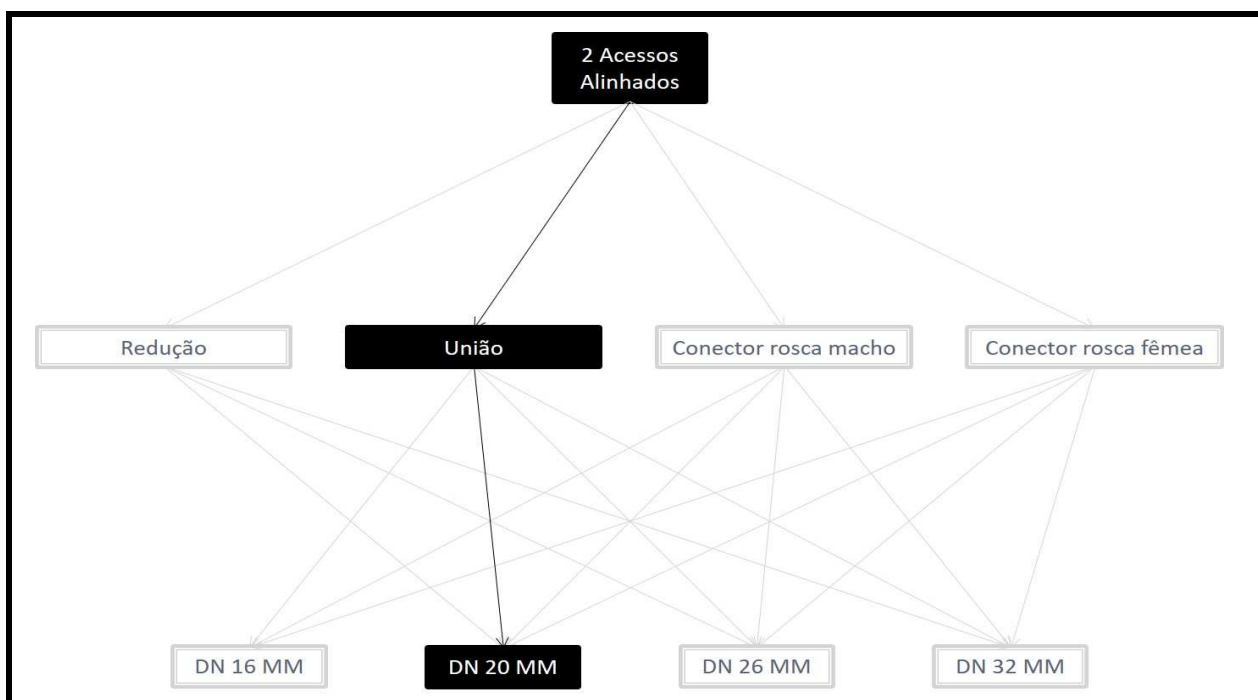 2 Acessos
Alinhados
Redução
União
Conector rosca macho
Conector rosca fêmea
DN 16 MM
DN 20 MM
DN 26 MM
DN 32 MM